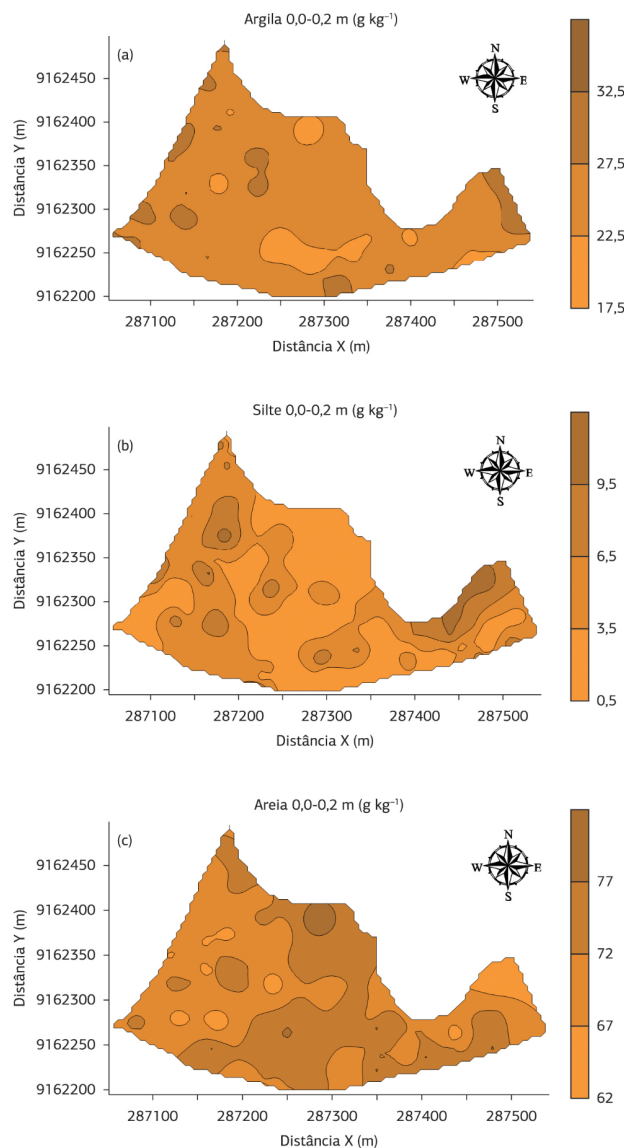 Argila 0,0-0,2 m (g kg⁻¹)
(a)
N
W E
S
Distância Y (m)
9162450
9162400
9162350
9162300
9162250
9162200
32,5
27,5
22,5
17,5
287100 287200 287300 287400 287500
Distância X (m)
Silte 0,0-0,2 m (g kg⁻¹)
(b)
N
W E
S
Distância Y (m)
9162450
9162400
9162350
9162300
9162250
9162200
9,5
6,5
3,5
0,5
287100 287200 287300 287400 287500
Distância X (m)
Areia 0,0-0,2 m (g kg⁻¹)
(c)
N
W E
S
Distância Y (m)
9162450
9162400
9162350
9162300
9162250
9162200
77
72
67
62
287100 287200 287300 287400 287500
Distância X (m)